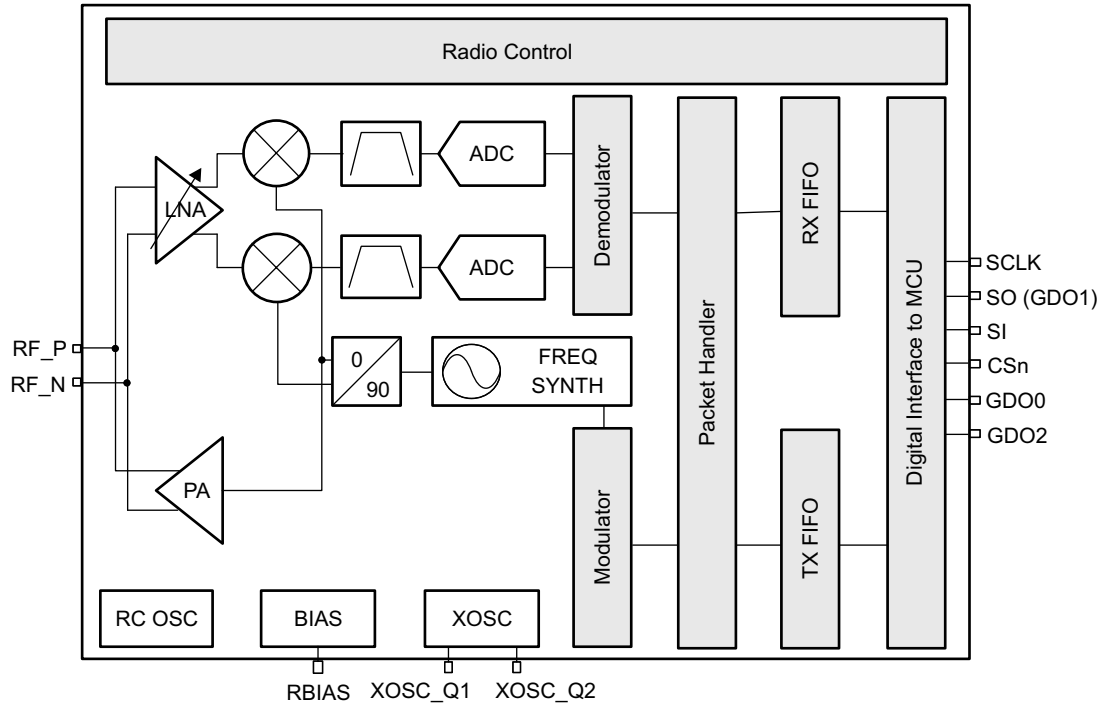 Radio Control
LNA
ADC
ADC
Demodulator
Packet Handler
RX FIFO
Digital Interface to MCU
SCLK
SO (GDO1)
SI
CSn
GDO0
GDO2
RF_P
RF_N
0
90
FREQ
SYNTH
PA
Modulator
TX FIFO
RC OSC
BIAS
XOSC
RBIAS
XOSC_Q1
XOSC_Q2